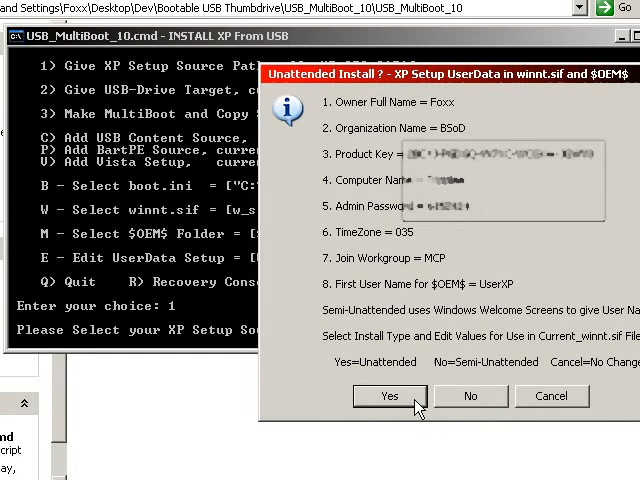 and Settings\Foxx\Desktop\Dev\Bootable USB Thumbdrive\USB_MultiBoot_10\USB_MultiBoot_10
Go
USB_MultiBoot_10.cmd - INSTALL XP From USB
1) Give XP Setup Source Pat
2) Give USB-Drive Target, c
3) Make MultiBoot and Copy
C) Add USB Content Source,
P) Add BartPE Source, curre
V) Add Vista Setup, curre
B - Select boot.ini = ["C:
W - Select winnt.sif = [w_s
M - Select $OEM$ Folder = [
E - Edit UserData Setup = [
Q) Quit R) Recovery Cons
Enter your choice: 1
Please Select your XP Setup So
Unattended Install ? - XP Setup UserData in winnt.sif and $OEM$
1. Owner Full Name = Foxx
2. Organization Name = BSoD
3. Product Key =
4. Computer Name =
5. Admin Password =
6. TimeZone = 035
7. Join Workgroup = MCP
8. First User Name for $OEM$ = UserXP
Semi-Unattended uses Windows Welcome Screens to give User Na
Select Install Type and Edit Values for Use in Current_winnt.sif File
Yes=Unattended No=Semi-Unattended Cancel=No Change
Yes No Cancel
md
cript
ay,